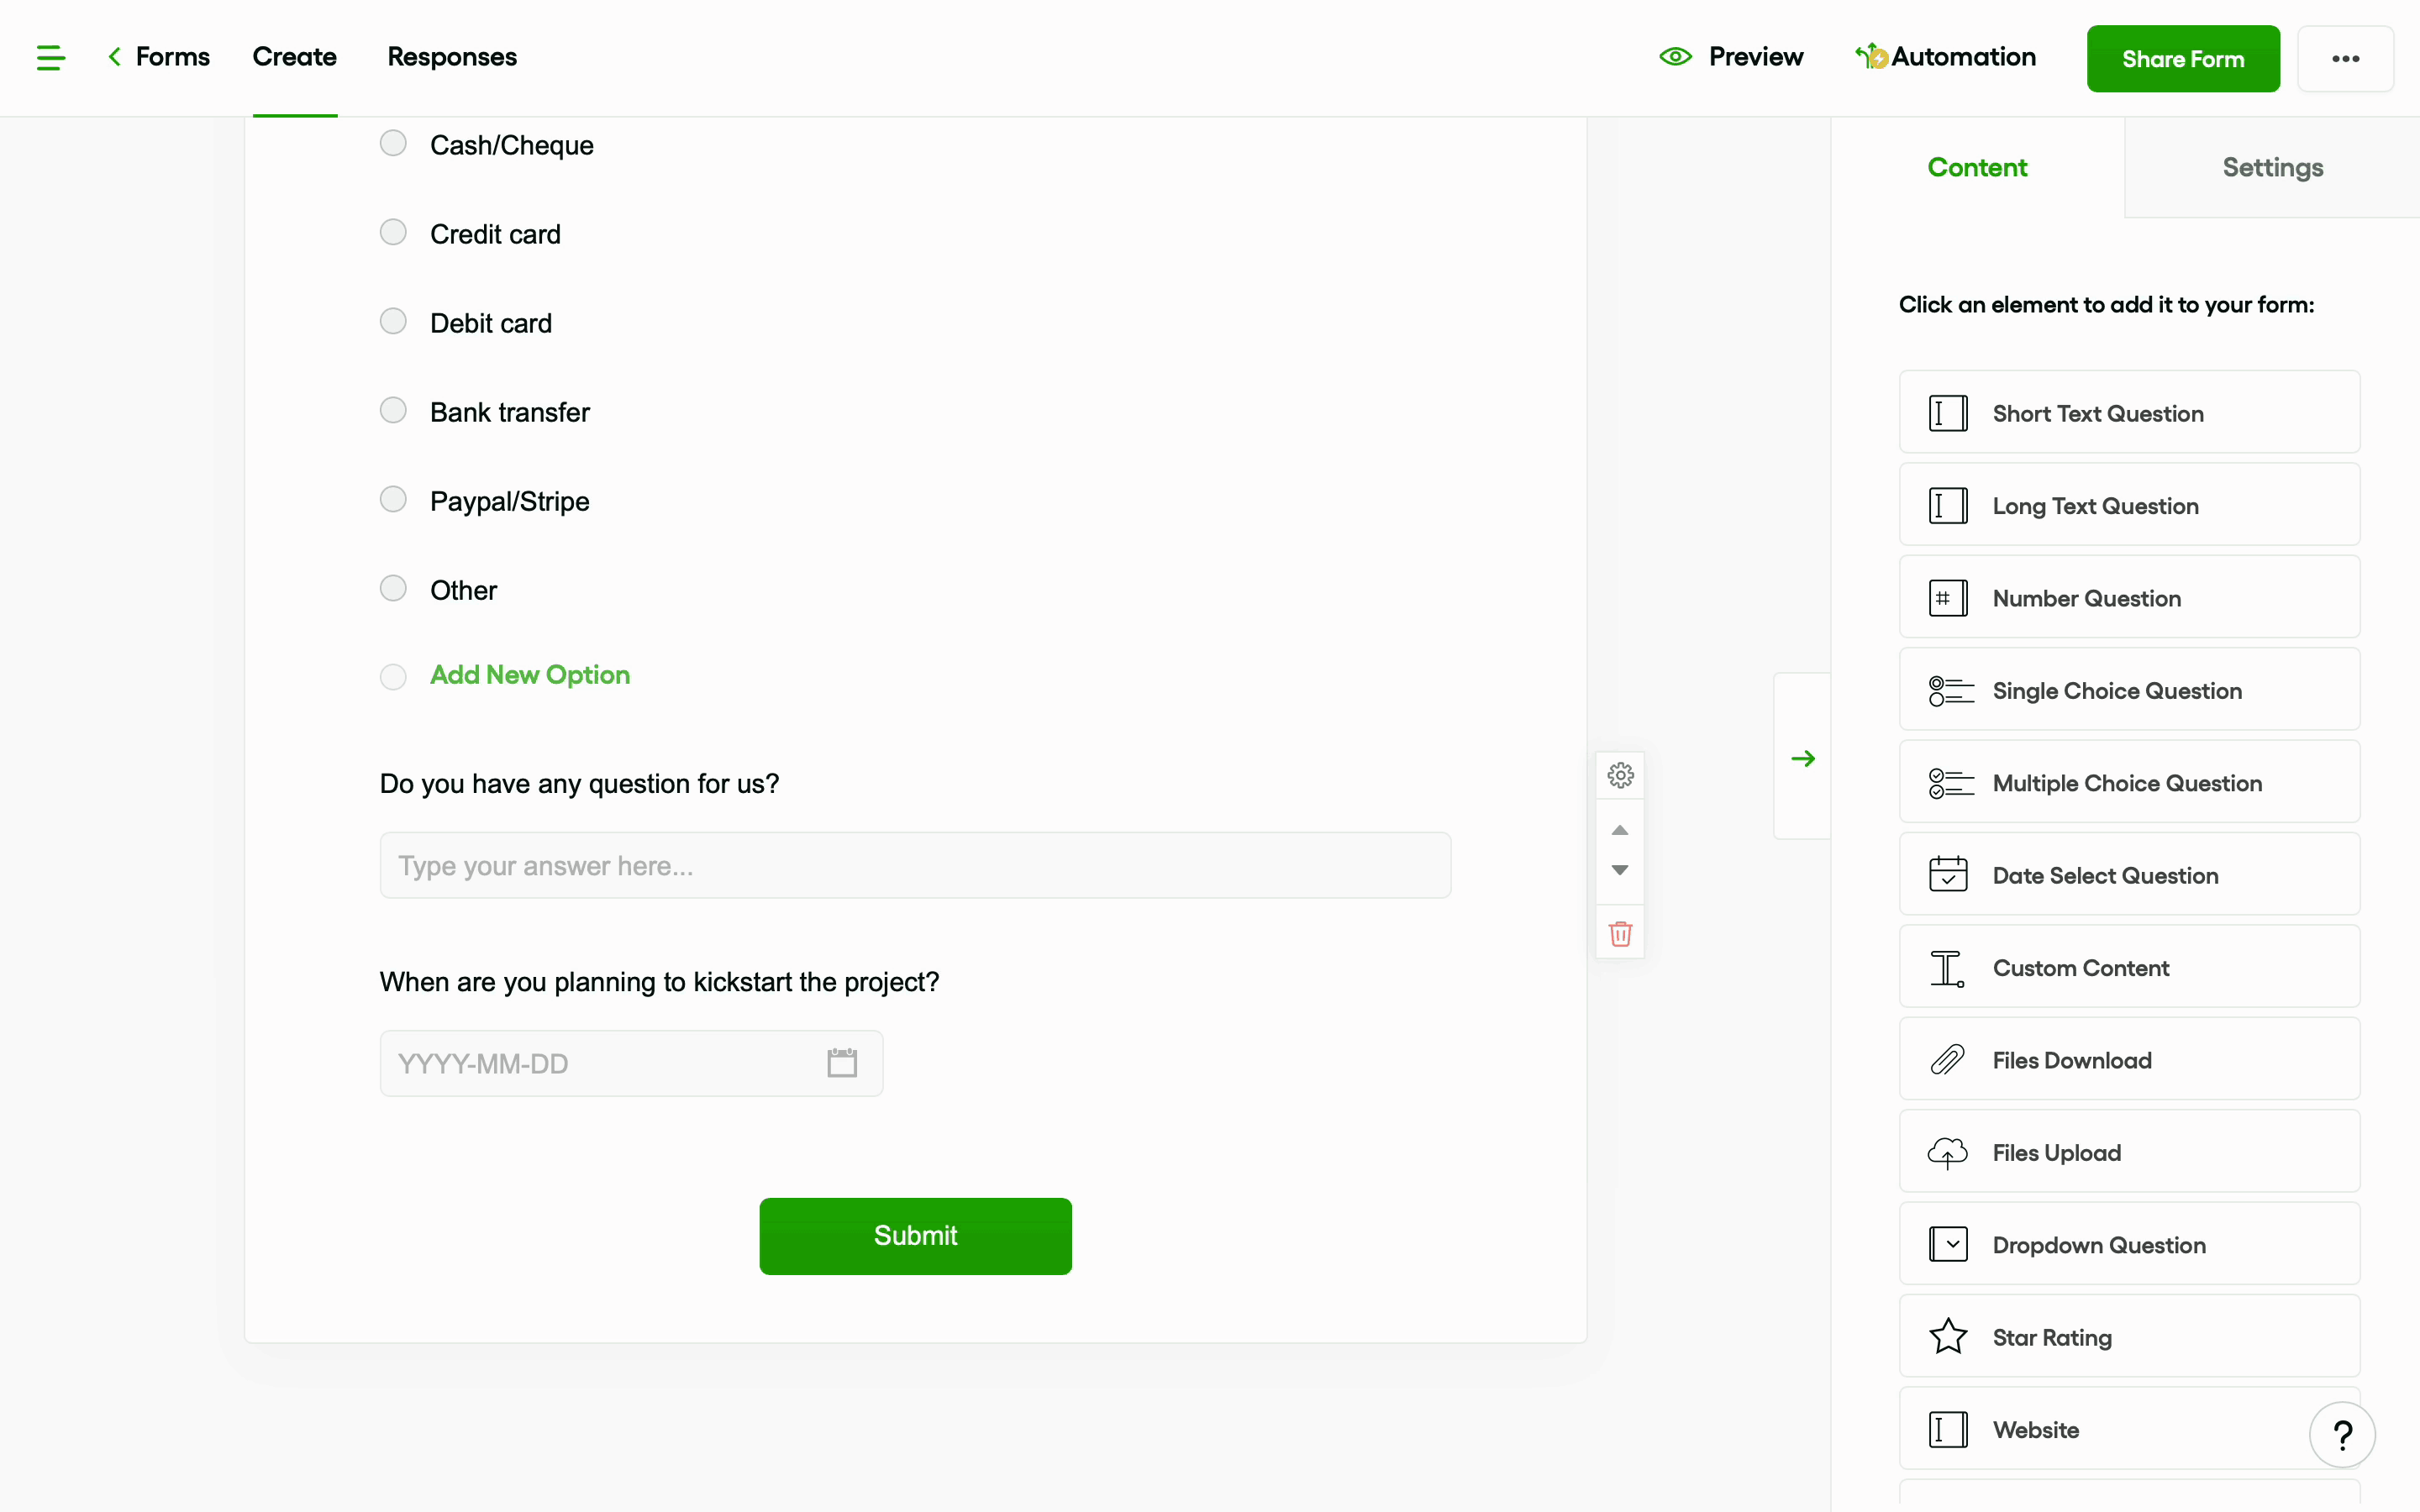 Forms
Create
Responses
Preview
Automation
Share Form
Cash/Cheque
Credit card
Debit card
Bank transfer
Paypal/Stripe
Other
Add New Option
Do you have any question for us?
Type your answer here...
When are you planning to kickstart the project?
YYYY-MM-DD
Submit
Content
Settings
Click an element to add it to your form:
Short Text Question
Long Text Question
Number Question
Single Choice Question
Multiple Choice Question
Date Select Question
Custom Content
Files Download
Files Upload
Dropdown Question
Star Rating
Website
?